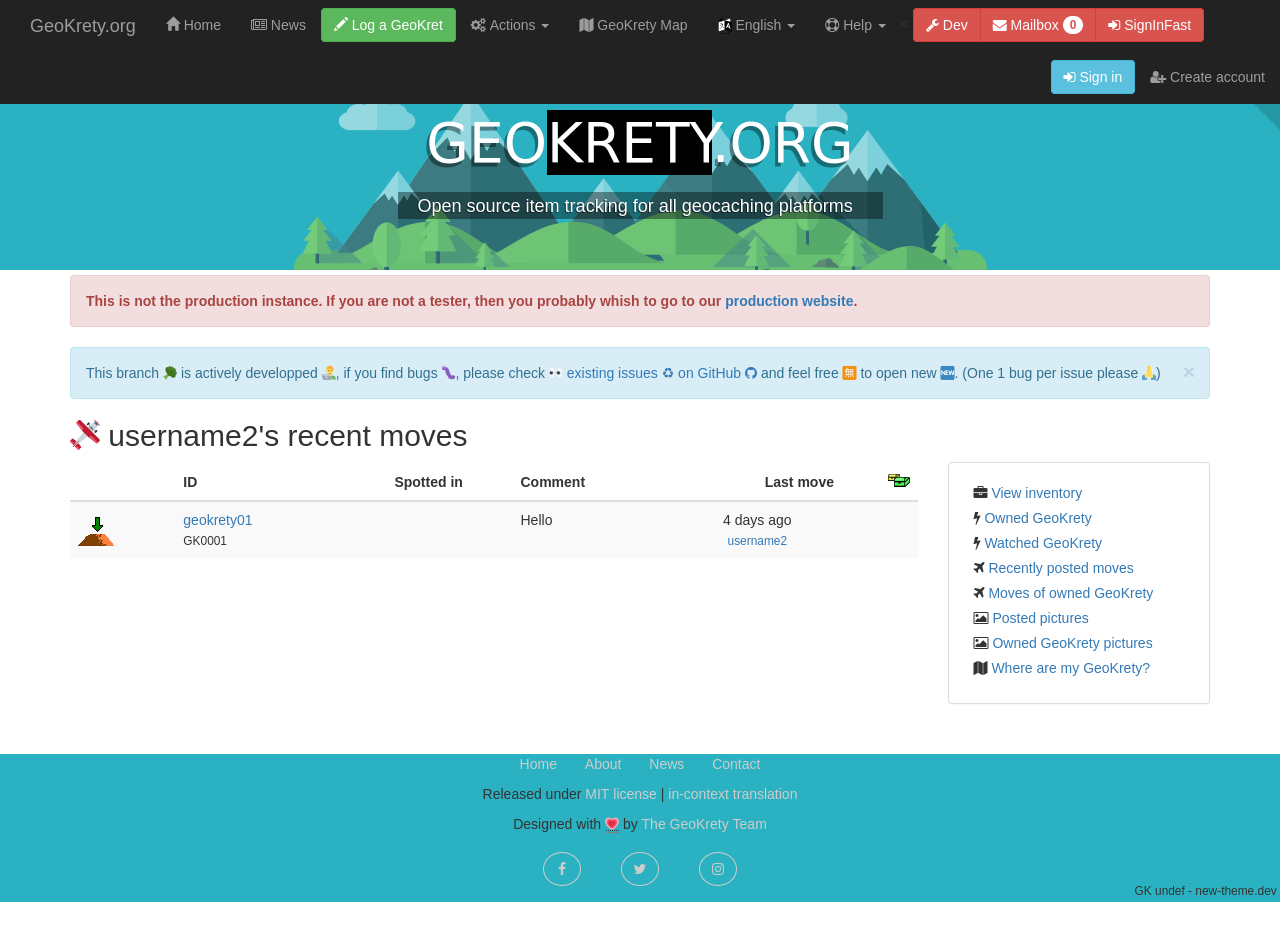 GeoKrety.org Home News Log a GeoKret Actions GeoKrety Map English Help < Dev Mailbox 0 SignInFast
Sign in Create account
GEOKRETY.ORG
Open source item tracking for all geocaching platforms
This is not the production instance. If you are not a tester, then you probably whish to go to our production website.
This branch 🥦 is actively developped 👨‍🔬, if you find bugs 🐛, please check 👀 existing issues ♻ on GitHub and feel free 🈚 to open new 🆕. (One 1 bug per issue please 🙏) ×
username2's recent moves
ID Spotted in Comment Last move
geokrety01 Hello 4 days ago
GK0001 username2
View inventory
Owned GeoKrety
Watched GeoKrety
Recently posted moves
Moves of owned GeoKrety
Posted pictures
Owned GeoKrety pictures
Where are my GeoKrety?
Home About News Contact
Released under MIT license | in-context translation
Designed with 💓 by The GeoKrety Team
GK undef - new-theme.dev